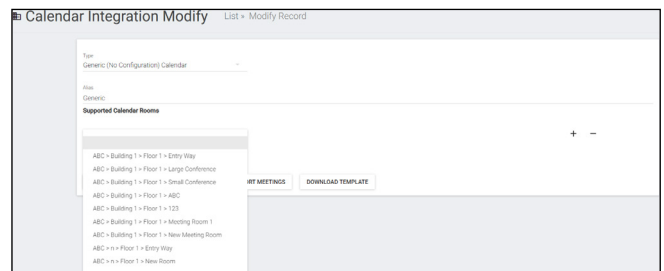 Calendar Integration Modify List » Modify Record
Type
Generic (No Configuration) Calendar
Alias
Generic
Supported Calendar Rooms
+ −
ABC > Building 1 > Floor 1 > Entry Way
ABC > Building 1 > Floor 1 > Large Conference
ABC > Building 1 > Floor 1 > Small Conference
ABC > Building 1 > Floor 1 > ABC
ABC > Building 1 > Floor 1 > 123
ABC > Building 1 > Floor 1 > Meeting Room 1
ABC > Building 1 > Floor 1 > New Meeting Room
ABC > n > Floor 1 > Entry Way
ABC > n > Floor 1 > New Room
RT MEETINGS DOWNLOAD TEMPLATE